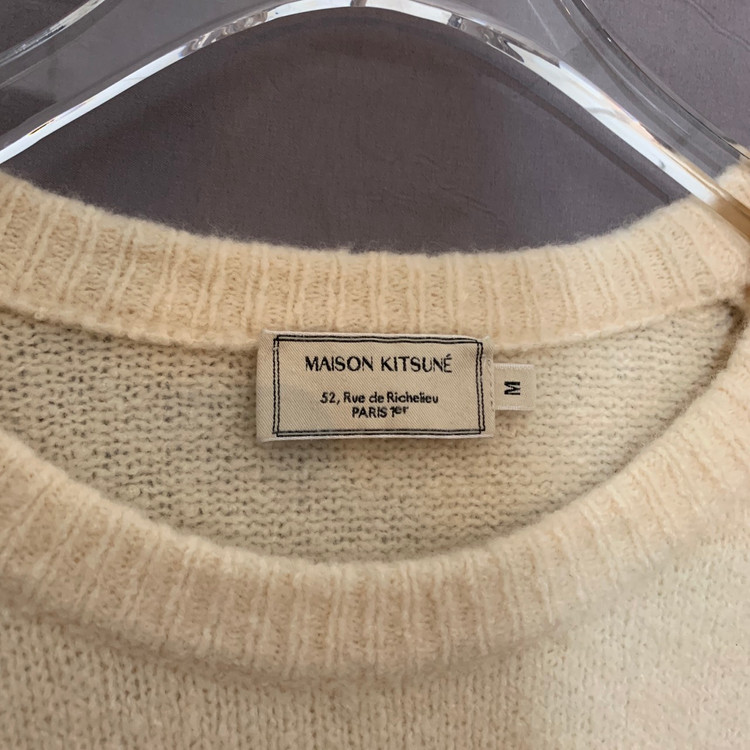 MAISON KITSUNÉ
52, Rue de Richelieu
PARIS 1er
M